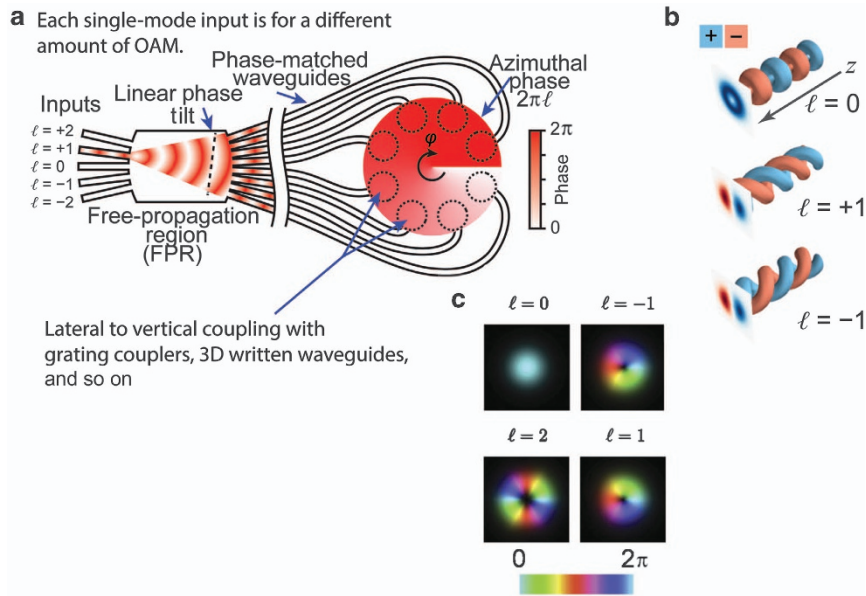 a
Each single-mode input is for a different
amount of OAM.
Phase-matched
waveguides
Azimuthal
phase
2πℓ
Linear phase
tilt
Inputs
ℓ = +2
ℓ = +1
ℓ = 0
ℓ = −1
ℓ = −2
Free-propagation
region
(FPR)
φ
2π
Phase
0
Lateral to vertical coupling with
grating couplers, 3D written waveguides,
and so on
b
+ −
z
ℓ = 0
ℓ = +1
ℓ = −1
c
ℓ = 0 ℓ = −1
ℓ = 2 ℓ = 1
0 2π